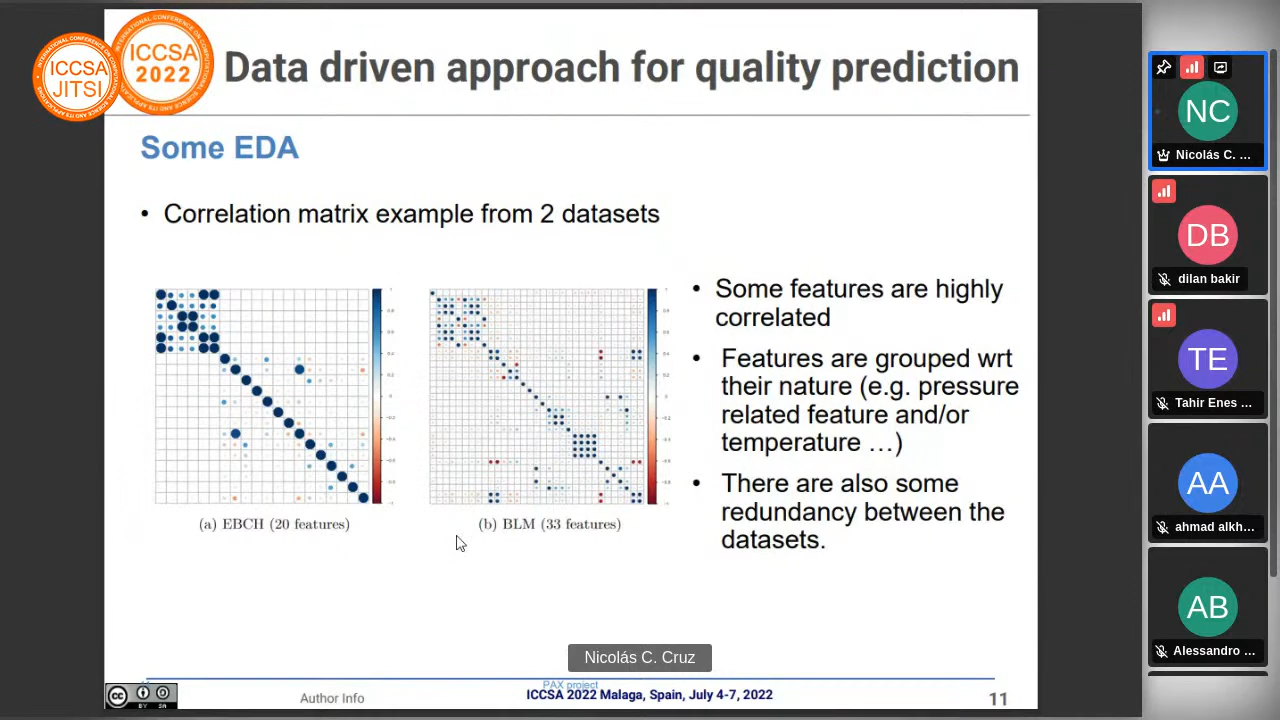 ICCSA
JITSI
ICCSA
2022
Data driven approach for quality prediction
Some EDA
• Correlation matrix example from 2 datasets
(a) EBCH (20 features)
(b) BLM (33 features)
• Some features are highly
correlated
• Features are grouped wrt
their nature (e.g. pressure
related feature and/or
temperature …)
• There are also some
redundancy between the
datasets.
Nicolás C. Cruz
PAX project
cc
BY SA
Author Info
ICCSA 2022 Malaga, Spain, July 4-7, 2022
11
NC
Nicolás C. ...
DB
dilan bakir
TE
Tahir Enes ...
AA
ahmad alkh...
AB
Alessandro ...